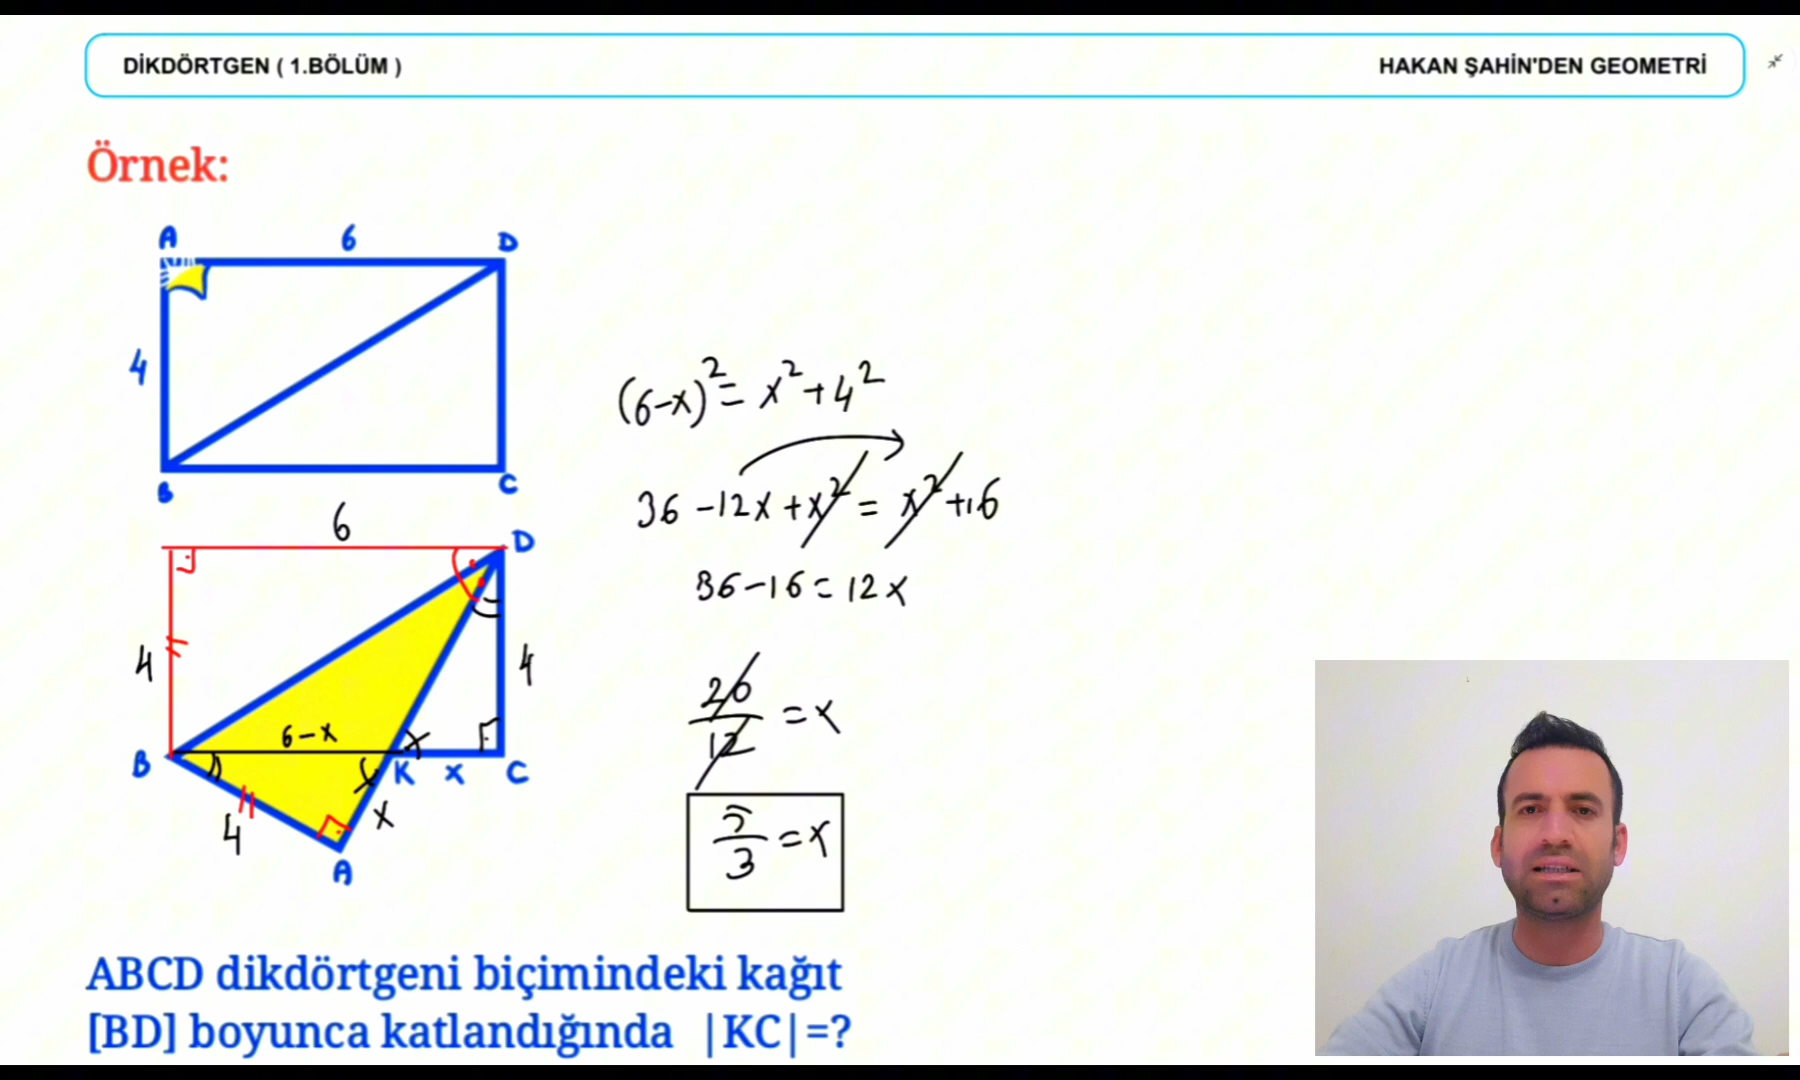 DİKDÖRTGEN ( 1.BÖLÜM )
HAKAN ŞAHİN'DEN GEOMETRİ
Örnek:
A 6 D
4
B C
6
D
4 4
6-x
B K x C
4 x
A
(6-x)² = x² + 4²
36 - 12x + x² = x² + 16
36 - 16 = 12x
20/12 = x
5/3 = x
ABCD dikdörtgeni biçimindeki kağıt
[BD] boyunca katlandığında |KC|=?